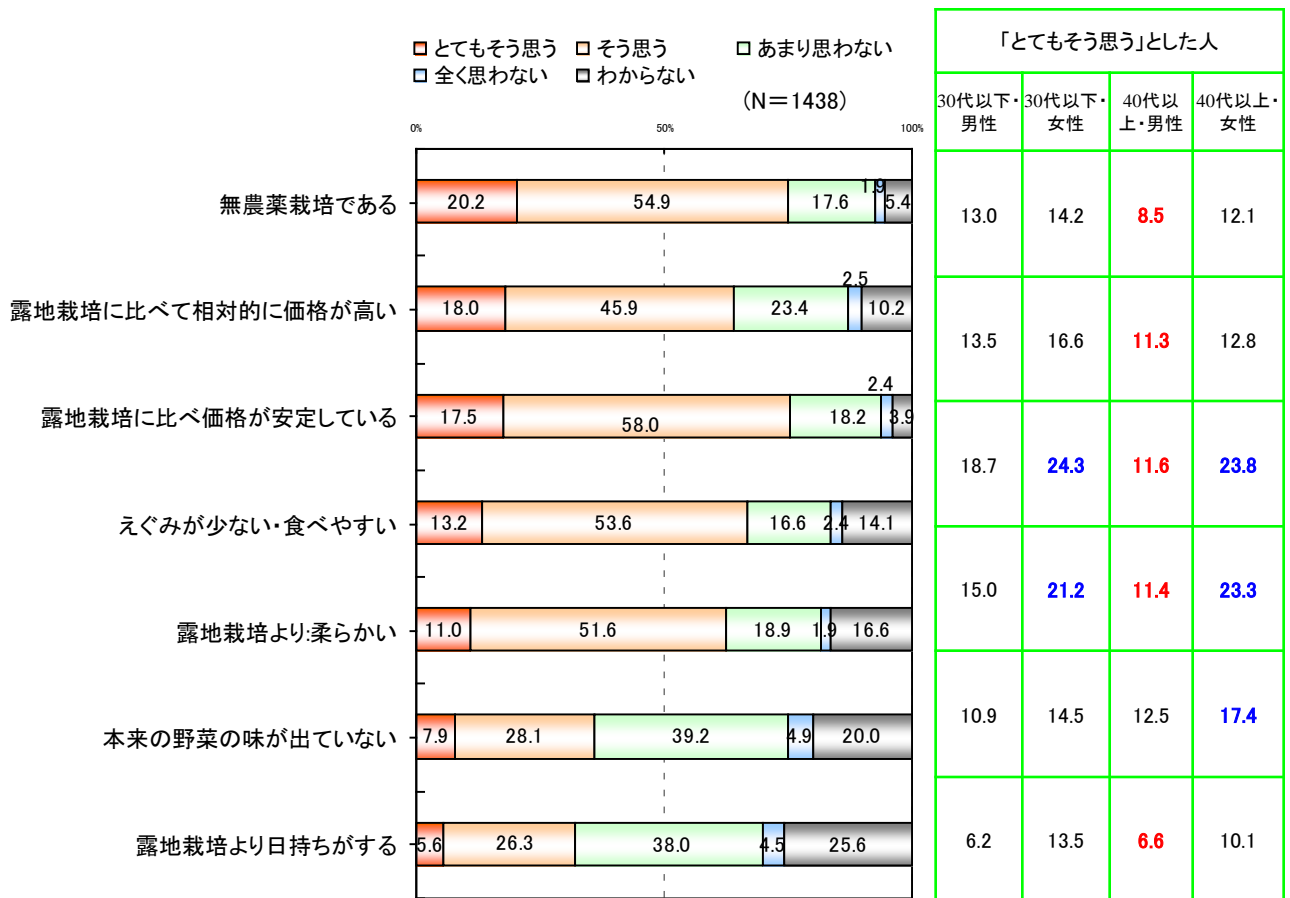 とてもそう思う そう思う あまり思わない
全く思わない わからない
(N=1438)
0% 50% 100%
無農薬栽培である
20.2 54.9 17.6 1.9 5.4
露地栽培に比べて相対的に価格が高い
18.0 45.9 23.4 2.5 10.2
露地栽培に比べ価格が安定している
17.5 58.0 18.2 2.4 3.9
えぐみが少ない・食べやすい
13.2 53.6 16.6 2.4 14.1
露地栽培より:柔らかい
11.0 51.6 18.9 1.9 16.6
本来の野菜の味が出ていない
7.9 28.1 39.2 4.9 20.0
露地栽培より日持ちがする
5.6 26.3 38.0 4.5 25.6
「とてもそう思う」とした人
30代以下・男性 30代以下・女性 40代以上・男性 40代以上・女性
13.0 14.2 8.5 12.1
13.5 16.6 11.3 12.8
18.7 24.3 11.6 23.8
15.0 21.2 11.4 23.3
10.9 14.5 12.5 17.4
6.2 13.5 6.6 10.1